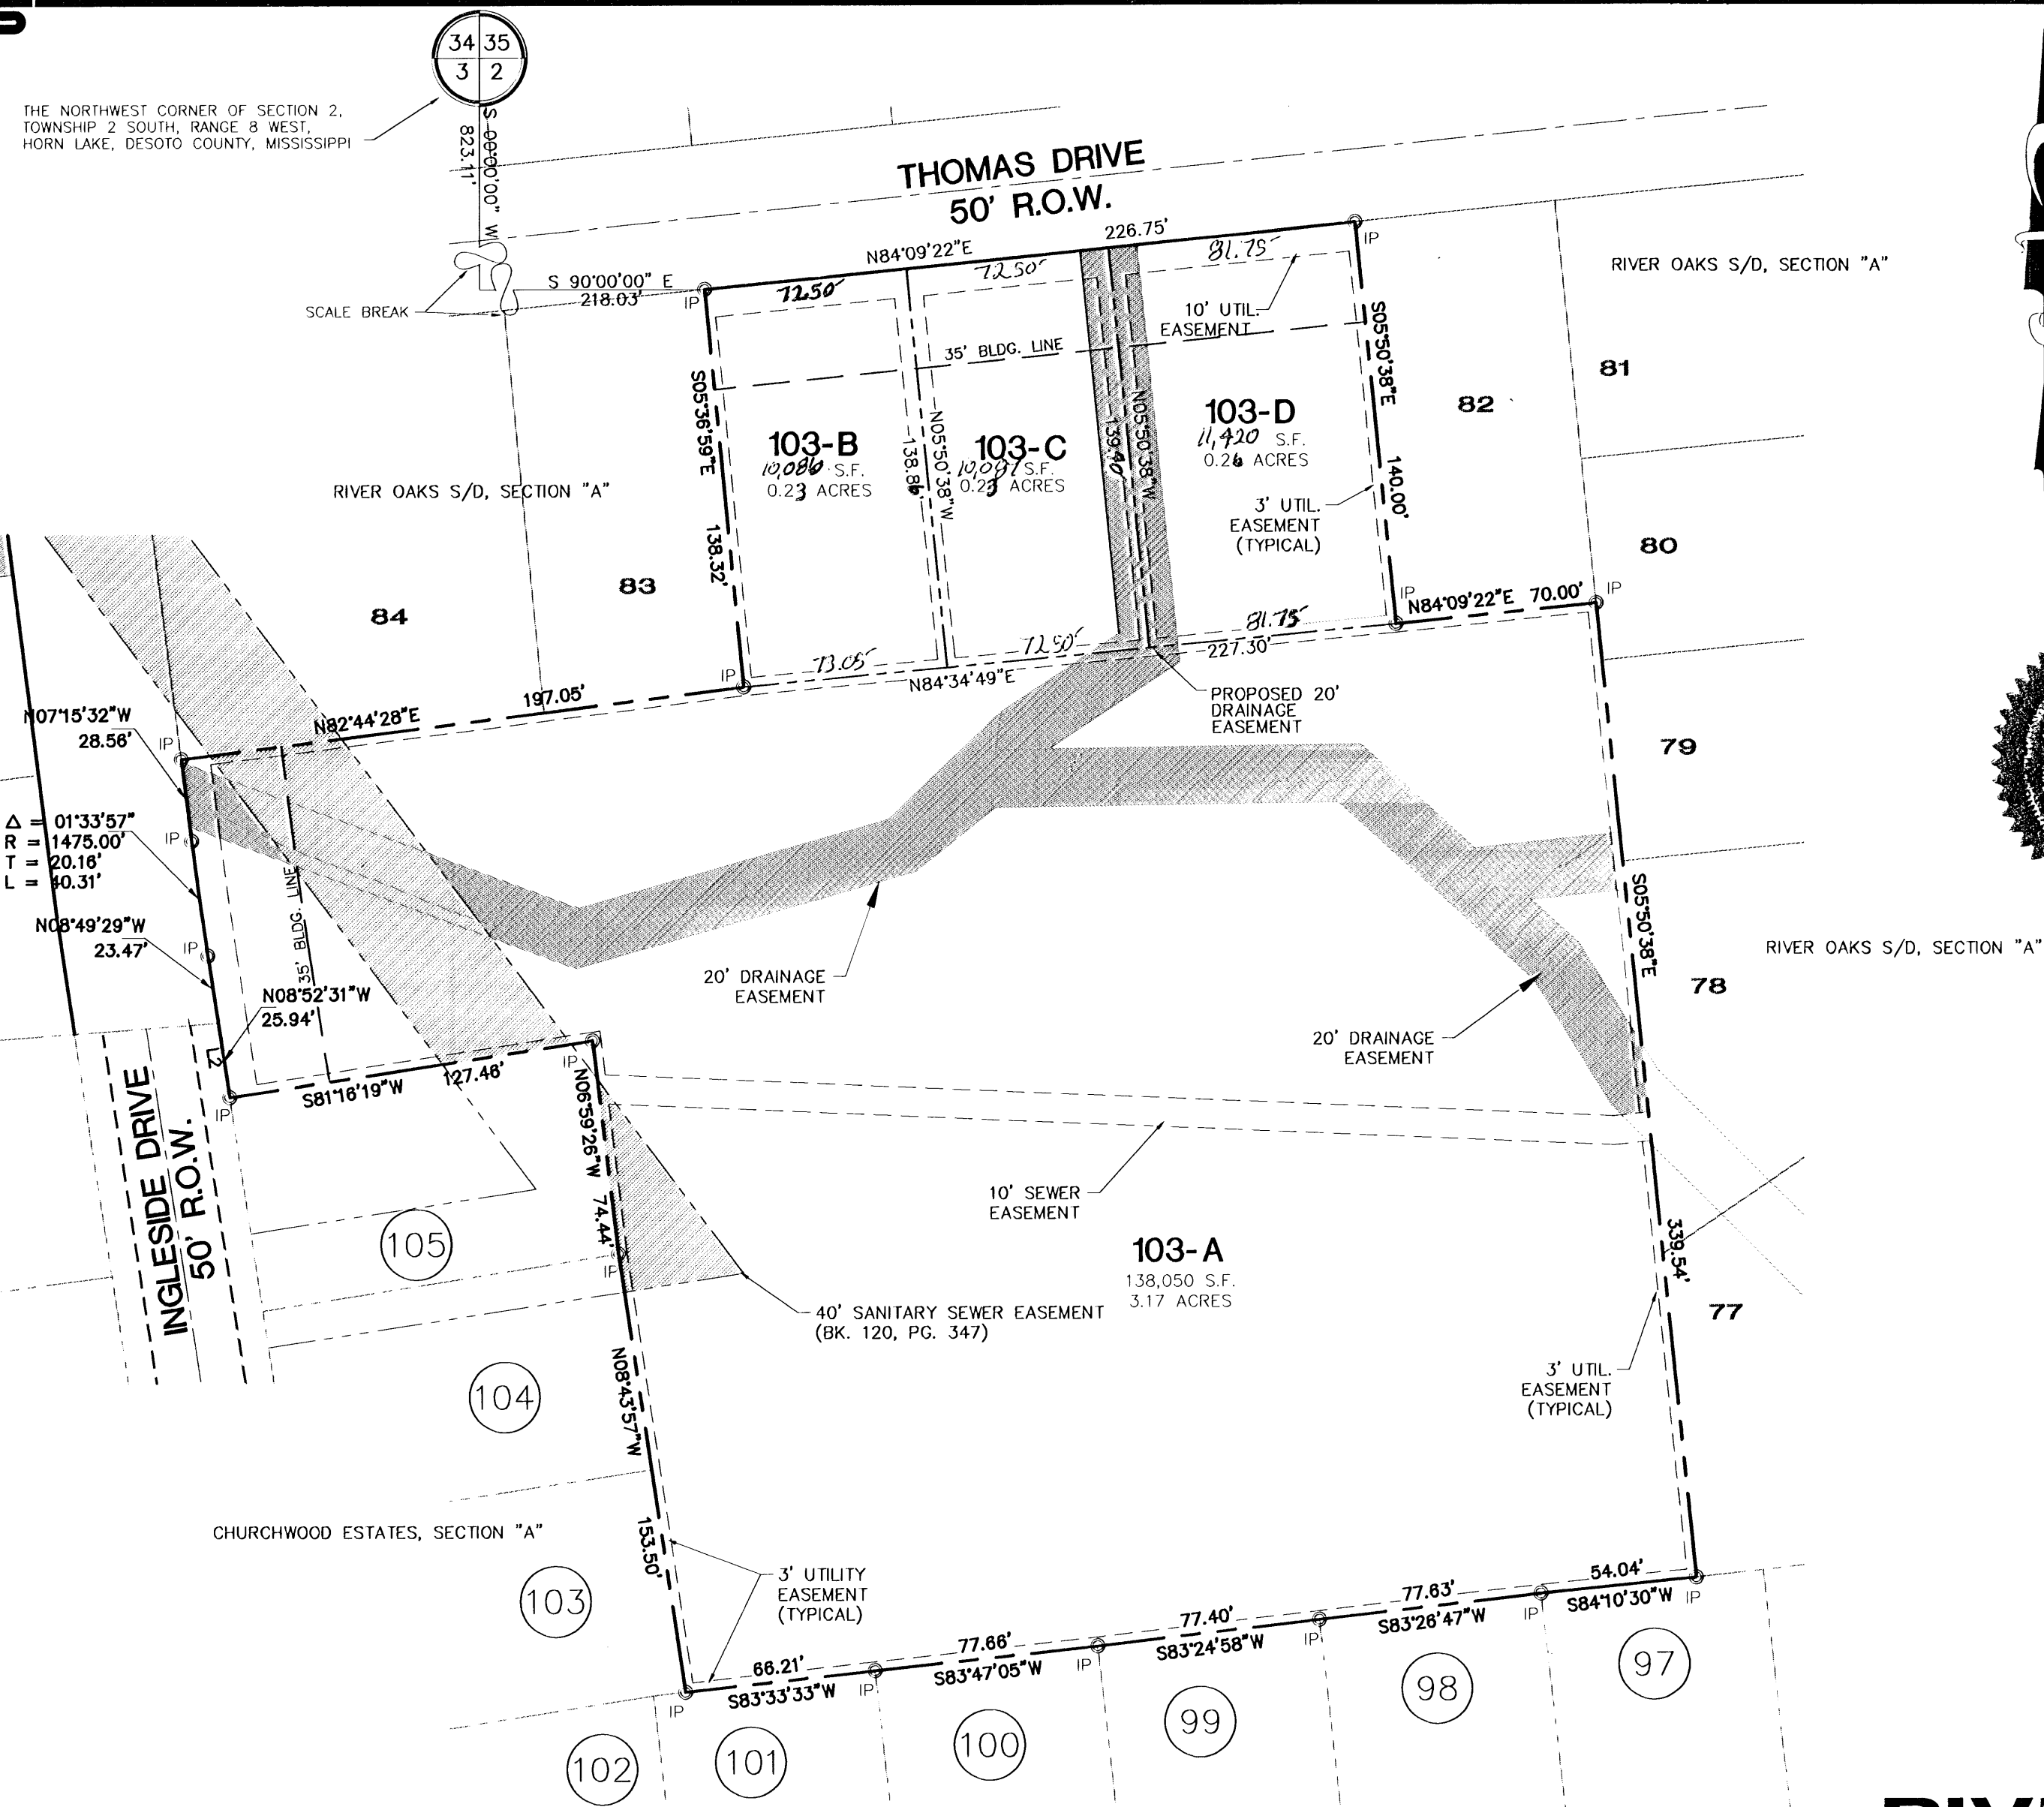 34 35
3 2
THE NORTHWEST CORNER OF SECTION 2,
TOWNSHIP 2 SOUTH, RANGE 8 WEST,
HORN LAKE, DESOTO COUNTY, MISSISSIPPI
S 00°00'00" W
823.11'
THOMAS DRIVE
50' R.O.W.
226.75'
N84°09'22"E
IP
81.75'
72.50'
72.50'
S 90°00'00" E
218.03'
IP
SCALE BREAK
10' UTIL.
EASEMENT
RIVER OAKS S/D, SECTION "A"
35' BLDG. LINE
S05°50'38"E
140.00'
81
82
S05°36'59"E
138.32'
103-B
10,086 S.F.
0.23 ACRES
N05°50'38"W
138.86'
103-C
10,087 S.F.
0.23 ACRES
139.40'
N05°50'38"W
103-D
11,420 S.F.
0.26 ACRES
3' UTIL.
EASEMENT
(TYPICAL)
RIVER OAKS S/D, SECTION "A"
80
83
84
IP
N84°09'22"E 70.00'
IP
81.75'
72.50'
73.05'
227.30'
N84°34'49"E
IP
197.05'
N82°44'28"E
PROPOSED 20'
DRAINAGE
EASEMENT
79
N07°15'32"W
28.56'
IP
Δ = 01°33'57"
R = 1475.00'
T = 20.16'
L = 40.31'
IP
35' BLDG. LINE
N08°49'29"W
23.47'
IP
N08°52'31"W
25.94'
L2
20' DRAINAGE
EASEMENT
S05°50'38"E
RIVER OAKS S/D, SECTION "A"
78
20' DRAINAGE
EASEMENT
IP
127.46'
S81°16'19"W
IP
INGLESIDE DRIVE
50' R.O.W.
N06°59'26"W
74.44'
IP
10' SEWER
EASEMENT
105
103-A
138,050 S.F.
3.17 ACRES
339.54'
40' SANITARY SEWER EASEMENT
(BK. 120, PG. 347)
77
3' UTIL.
EASEMENT
(TYPICAL)
104
N08°43'57"W
153.50'
CHURCHWOOD ESTATES, SECTION "A"
103
3' UTILITY
EASEMENT
(TYPICAL)
54.04'
S84°10'30"W
IP
77.63'
S83°26'47"W
IP
77.40'
S83°24'58"W
IP
77.66'
S83°47'05"W
IP
66.21'
S83°33'33"W
IP
IP
97
98
99
100
101
102